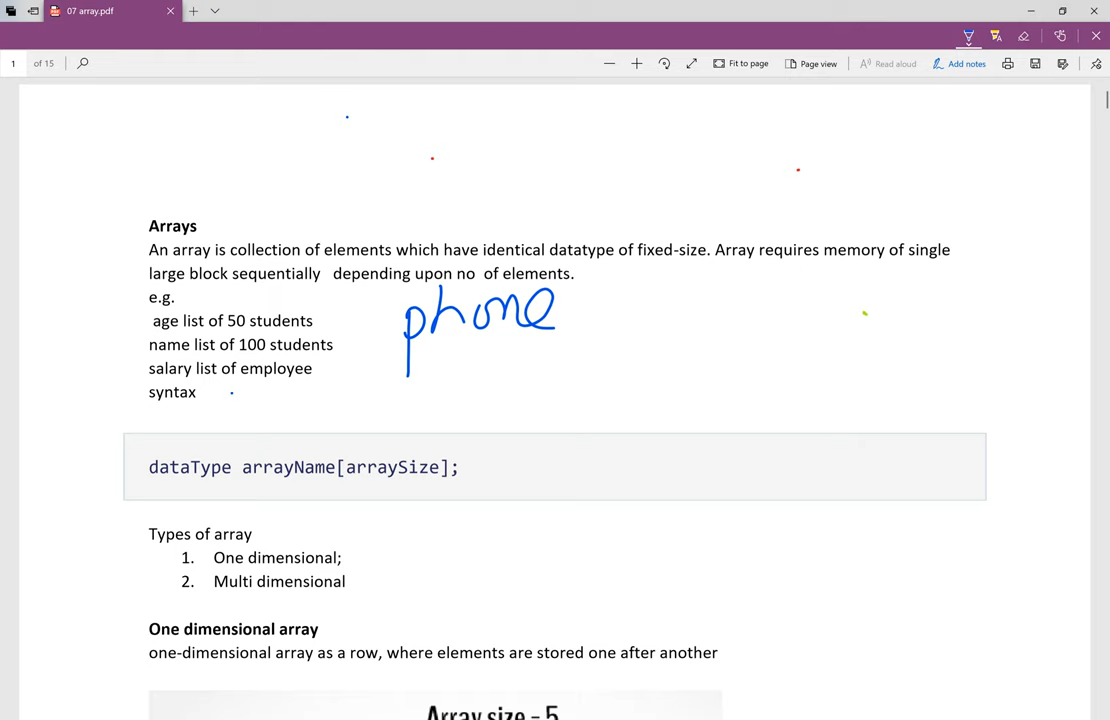 07 array.pdf
1 of 15
Fit to page
Page view
Read aloud
Add notes
Arrays
An array is collection of elements which have identical datatype of fixed-size. Array requires memory of single
large block sequentially depending upon no of elements.
e.g.
age list of 50 students
phone
name list of 100 students
salary list of employee
syntax
dataType arrayName[arraySize];
Types of array
1. One dimensional;
2. Multi dimensional
One dimensional array
one-dimensional array as a row, where elements are stored one after another
Array size - 5